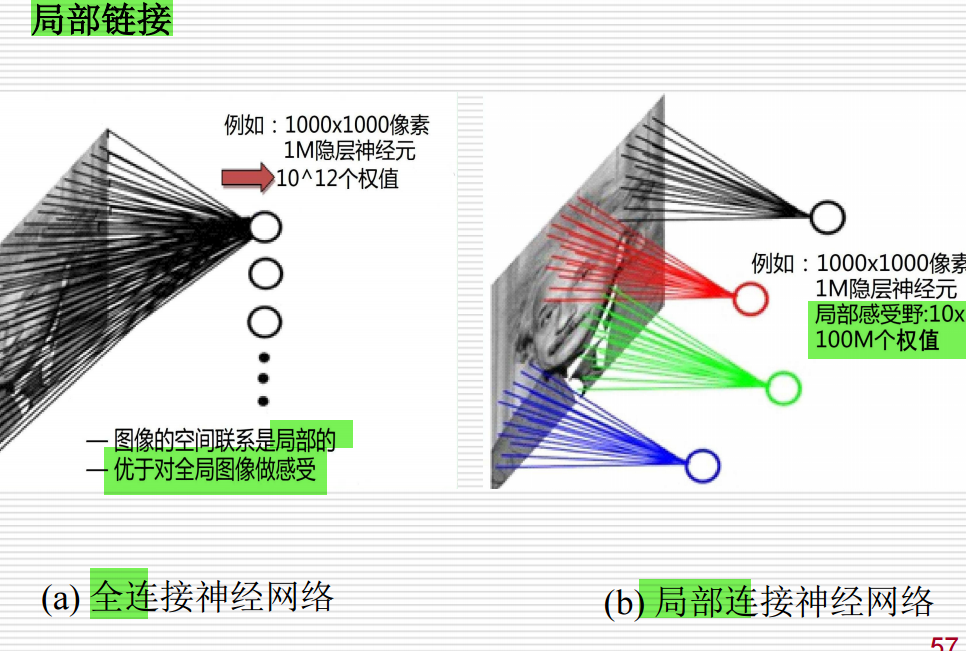 局部链接
例如：1000x1000像素
1M隐层神经元
10^12个权值
— 图像的空间联系是局部的
— 优于对全局图像做感受
例如：1000x1000像素
1M隐层神经元
局部感受野:10x
100M个权值
(a) 全连接神经网络
(b) 局部连接神经网络
57